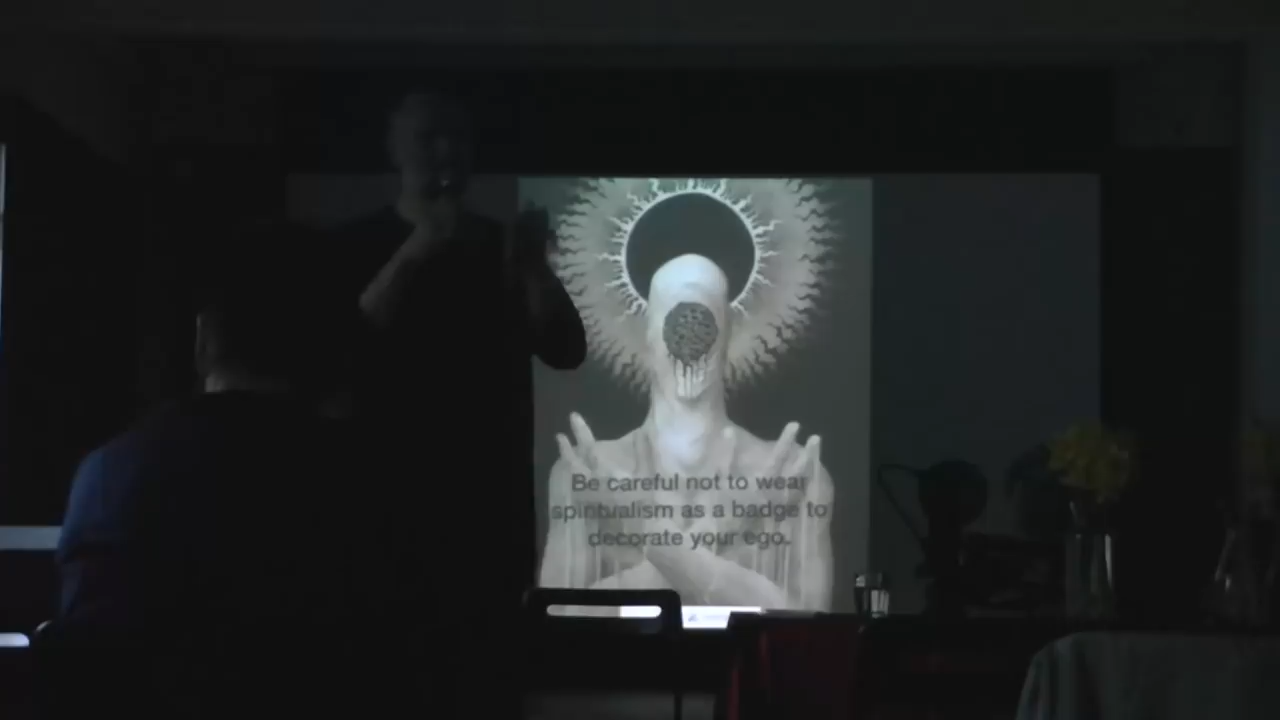 Be careful not to wear
spiritualism as a badge to
decorate your ego.